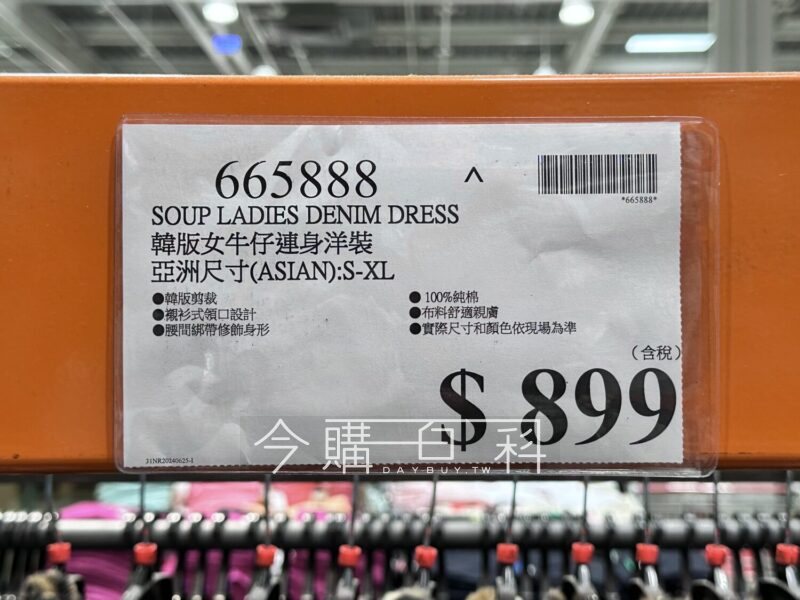 665888
^
*665888*
SOUP LADIES DENIM DRESS
韓版女牛仔連身洋裝
亞洲尺寸(ASIAN):S-XL
●韓版剪裁
●襯衫式領口設計
●腰間綁帶修飾身形
●100%純棉
●布料舒適親膚
●實際尺寸和顏色依現場為準
(含稅)
$ 899
31NR20240625-1
今購百科
DAYBUY.TW